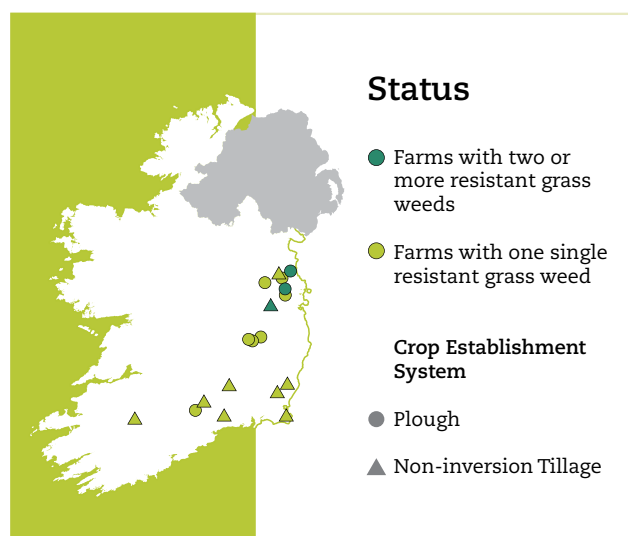 Status
Farms with two or
more resistant grass
weeds
Farms with one single
resistant grass weed
Crop Establishment
System
Plough
Non-inversion Tillage